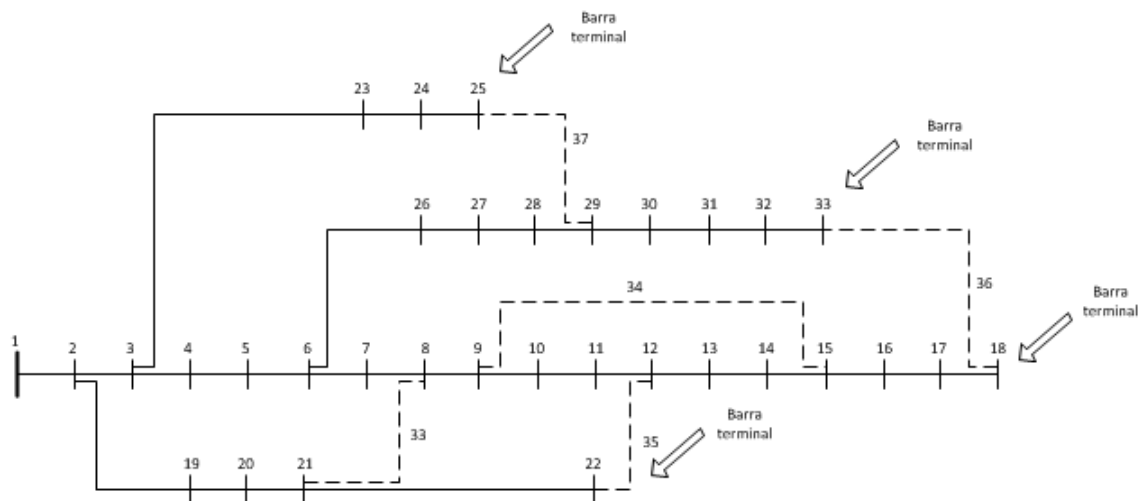 Barra
terminal
23 24 25
37
Barra
terminal
26 27 28 29 30 31 32 33
34
36
Barra
terminal
1 2 3 4 5 6 7 8 9 10 11 12 13 14 15 16 17 18
Barra
terminal
33
35
19 20 21 22